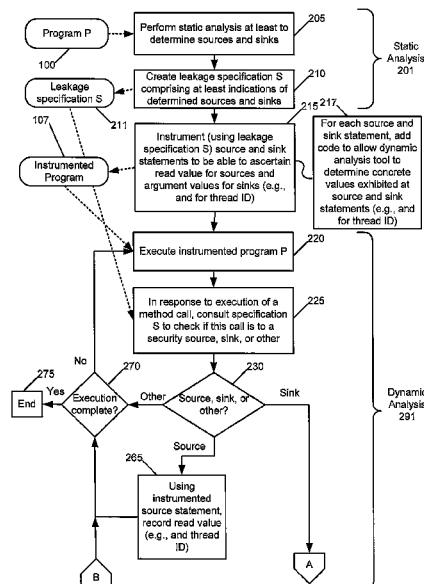 Program P
100
Perform static analysis at least to
determine sources and sinks
205
Static
Analysis
201
Leakage
specification S
211
Create leakage specification S
comprising at least indications of
determined sources and sinks
210
107
Instrumented
Program
Instrument (using leakage
specification S) source and sink
statements to be able to ascertain
read value for sources and
argument values for sinks (e.g.,
and for thread ID)
215
217
For each source and
sink statement, add
code to allow dynamic
analysis tool to
determine concrete
values exhibited at
source and sink
statements (e.g., and
for thread ID)
Execute instrumented program P
220
In response to execution of a
method call, consult specification
S to check if this call is to a
security source, sink, or other
225
No
275
End
Yes
270
Execution
complete?
Other
230
Source, sink, or
other?
Sink
Dynamic
Analysis
291
Source
265
Using
instrumented
source statement,
record read value
(e.g., and thread
ID)
B
A